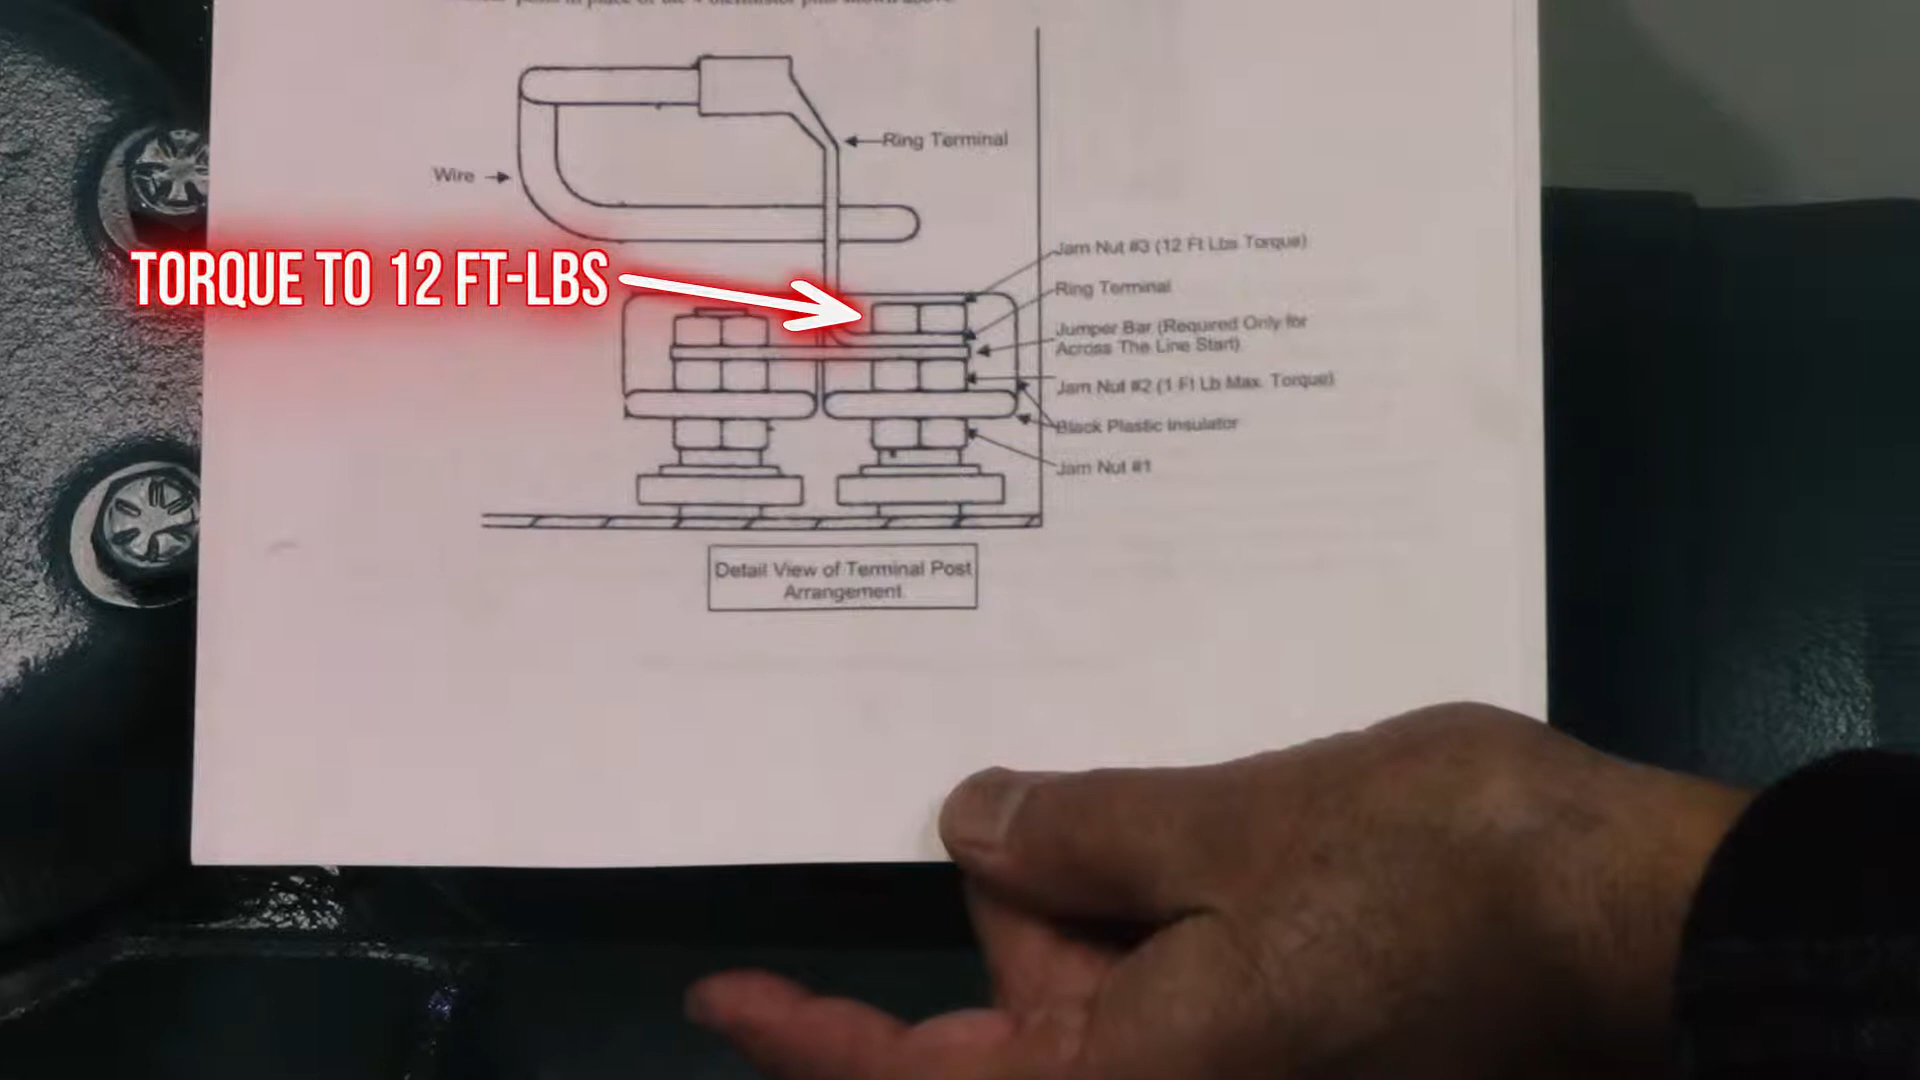 Ring Terminal
Wire
TORQUE TO 12 FT-LBS
Jam Nut #3 (12 Ft Lbs Torque)
Ring Terminal
Jumper Bar (Required Only for
Across The Line Start)
Jam Nut #2 (1 Ft Lb Max. Torque)
Black Plastic Insulator
Jam Nut #1
Detail View of Terminal Post
Arrangement